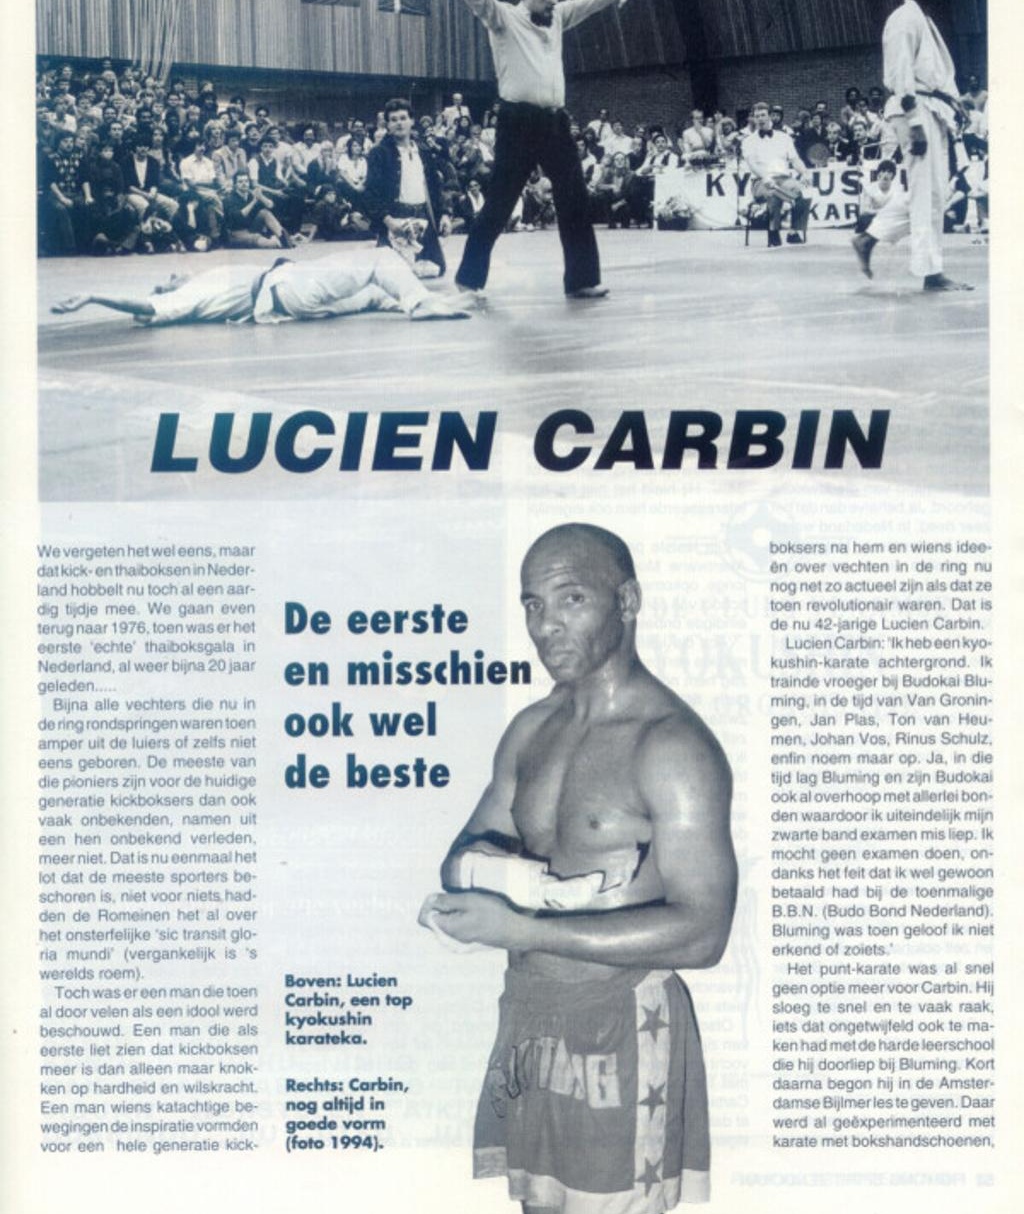 KYOKUSHIN
KAR
LUCIEN CARBIN
We vergeten het wel eens, maar
dat kick- en thaiboksen in Neder-
land hobbelt nu toch al een aar-
dig tijdje mee. We gaan even
terug naar 1976, toen was er het
eerste 'echte' thaiboksgala in
Nederland, al weer bijna 20 jaar
geleden.....
Bijna alle vechters die nu in
de ring rondspringen waren toen
amper uit de luiers of zelfs niet
eens geboren. De meeste van
die pioniers zijn voor de huidige
generatie kickboksers dan ook
vaak onbekenden, namen uit
een hen onbekend verleden,
meer niet. Dat is nu eenmaal het
lot dat de meeste sporters be-
schoren is, niet voor niets had-
den de Romeinen het al over
het onsterfelijke 'sic transit glo-
ria mundi' (vergankelijk is 's
werelds roem).
Toch was er een man die toen
al door velen als een idool werd
beschouwd. Een man die als
eerste liet zien dat kickboksen
meer is dan alleen maar knok-
ken op hardheid en wilskracht.
Een man wiens katachtige be-
wegingen de inspiratie vormden
voor een hele generatie kick-
De eerste
en misschien
ook wel
de beste
Boven: Lucien
Carbin, een top
kyokushin
karateka.
Rechts: Carbin,
nog altijd in
goede vorm
(foto 1994).
boksers na hem en wiens idee-
ën over vechten in de ring nu
nog net zo actueel zijn als dat ze
toen revolutionair waren. Dat is
de nu 42-jarige Lucien Carbin.
Lucien Carbin: 'Ik heb een kyo-
kushin-karate achtergrond. Ik
trainde vroeger bij Budokai Blu-
ming, in de tijd van Van Gronin-
gen, Jan Plas, Ton van Heu-
men, Johan Vos, Rinus Schulz,
enfin noem maar op. Ja, in die
tijd lag Bluming en zijn Budokai
ook al overhoop met allerlei bon-
den waardoor ik uiteindelijk mijn
zwarte band examen mis liep. Ik
mocht geen examen doen, on-
danks het feit dat ik wel gewoon
betaald had bij de toenmalige
B.B.N. (Budo Bond Nederland).
Bluming was toen geloof ik niet
erkend of zoiets.'
Het punt-karate was al snel
geen optie meer voor Carbin. Hij
sloeg te snel en te vaak raak,
iets dat ongetwijfeld ook te ma-
ken had met de harde leerschool
die hij doorliep bij Bluming. Kort
daarna begon hij in de Amster-
damse Bijlmer les te geven. Daar
werd al geëxperimenteerd met
karate met bokshandschoenen,